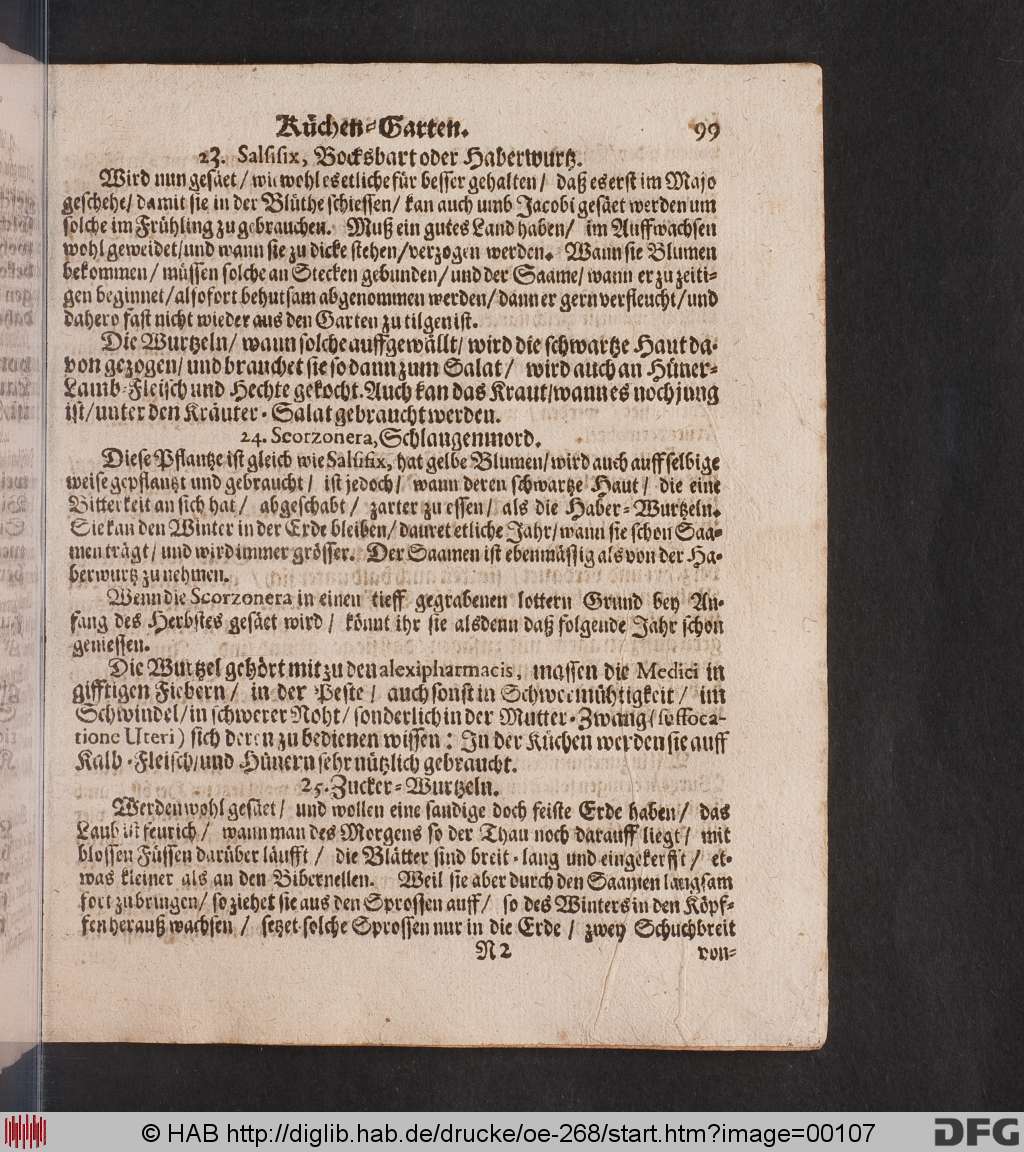 Küchen-Garten. 99
23. Salsifix, Bocksbart oder Haberwurtz.
Wird nun gesäet / wiewohl es etliche für besser gehalten / daß es erst im Majo
geschehe / damit sie in der Blüthe schiessen / kan auch umb Jacobi gesäet werden um
solche im Frühling zu gebrauchen. Muß ein gutes Land haben / im Auffwachsen
wohl geweidet / und wann sie zu dicke stehen / verzogen werden. Wann sie Blumen
bekommen / müssen solche an Stecken gebunden / und der Saame / wann er zu zeiti-
gen beginnet / alsofort behutsam abgenommen werden / dann er gern verfleucht / und
dahero fast nicht wieder aus den Garten zu tilgen ist.
Die Wurtzeln / wann solche auffgewällt / wird die schwartze Haut da-
von gezogen / und brauchet sie so dann zum Salat / wird auch an Hüner-
Lamb-Fleisch und Hechte gekocht. Auch kan das Kraut / wann es noch jung
ist / unter den Kräuter-Salat gebraucht werden.
24. Scorzonera, Schlangenmord.
Diese Pflantze ist gleich wie Salsifix, hat gelbe Blumen / wird auch auff selbige
weise gepflantzt und gebraucht / ist jedoch / wann deren schwartze Haut / die eine
Bitterkeit an sich hat / abgeschabt / zarter zu essen / als die Haber-Wurtzeln.
Sie kan den Winter in der Erde bleiben / dauret etliche Jahr / wann sie schon Saa-
men trägt / und wird immer grösser. Der Saamen ist ebenmässig als von der Ha-
berwurtz zu nehmen.
Wenn die Scorzonera in einen tieff gegrabenen lottern Grund bey An-
fang des Herbstes gesäet wird / könnt ihr sie alsdenn daß folgende Jahr schon
geniessen.
Die Wurtzel gehört mit zu den alexipharmacis, massen die Medici in
gifftigen Fiebern / in der Peste / auch sonst in Schweermühtigkeit / im
Schwindel / in schwerer Noht / sonderlich in der Mutter-Zwang (suffoca-
tione Uteri) sich deren zu bedienen wissen: In der Küchen werden sie auff
Kalb-Fleisch / und Hünern sehr nützlich gebraucht.
25. Zucker-Wurtzeln.
Werden wohl gesäet / und wollen eine sandige doch feiste Erde haben / das
Laub ist feurich / wann man des Morgens so der Thau noch darauff liegt / mit
blossen Füssen darüber läufft / die Blätter sind breit-lang und eingekerfft / et-
was kleiner als an den Bibernellen. Weil sie aber durch den Saamen langsam
fort zu bringen / so ziehet sie aus den Sprossen auff / so des Winters in den Köpf-
fen herauß wachsen / setzet solche Sprossen nur in die Erde / zwey Schuch breit
N 2 von-
© HAB http://diglib.hab.de/drucke/oe-268/start.htm?image=00107
DFG